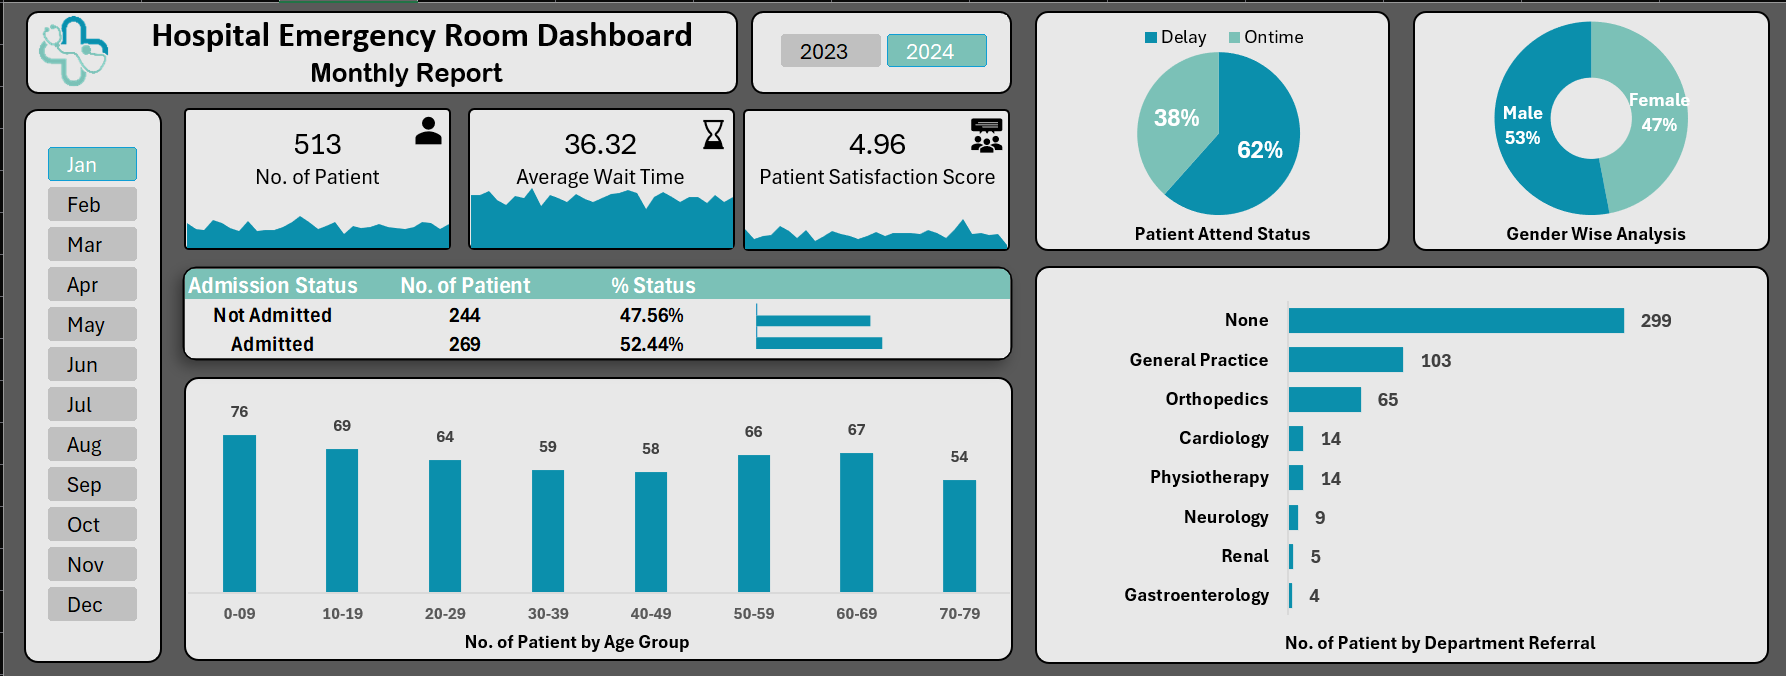 Hospital Emergency Room Dashboard
Monthly Report
2023
2024
Jan
Feb
Mar
Apr
May
Jun
Jul
Aug
Sep
Oct
Nov
Dec
513
No. of Patient
36.32
Average Wait Time
4.96
Patient Satisfaction Score
Delay Ontime
38%
62%
Patient Attend Status
Male
53%
Female
47%
Gender Wise Analysis
Admission Status No. of Patient % Status
Not Admitted 244 47.56%
Admitted 269 52.44%
76 69 64 59 58 66 67 54
0-09 10-19 20-29 30-39 40-49 50-59 60-69 70-79
No. of Patient by Age Group
None 299
General Practice 103
Orthopedics 65
Cardiology 14
Physiotherapy 14
Neurology 9
Renal 5
Gastroenterology 4
No. of Patient by Department Referral